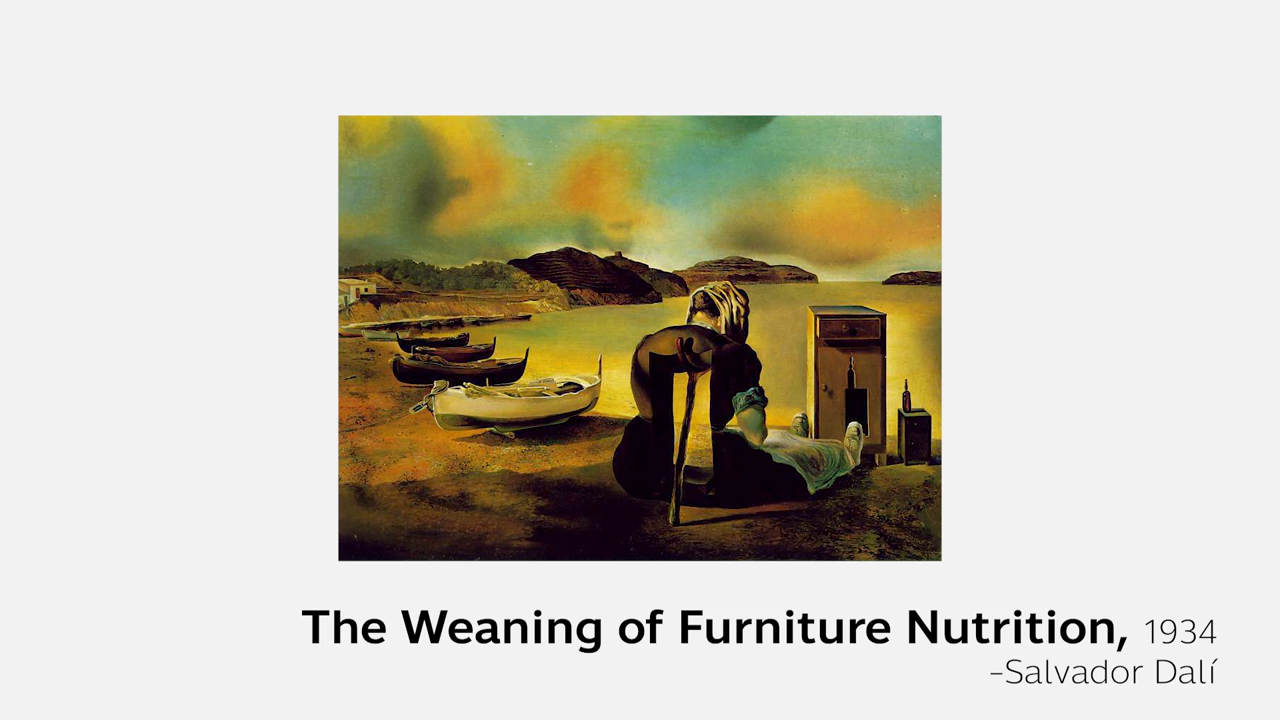 The Weaning of Furniture Nutrition, 1934
–Salvador Dalí